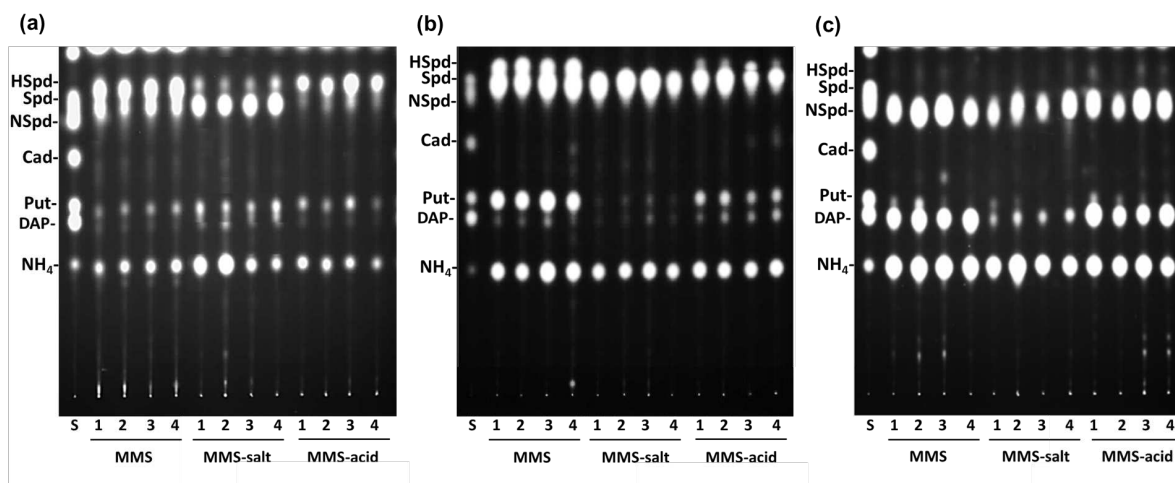 (a)
HSpd-
Spd-
NSpd-
Cad-
Put-
DAP-
NH₄-
S 1 2 3 4 1 2 3 4 1 2 3 4
MMS MMS-salt MMS-acid
(b)
HSpd-
Spd-
NSpd-
Cad-
Put-
DAP-
NH₄-
S 1 2 3 4 1 2 3 4 1 2 3 4
MMS MMS-salt MMS-acid
(c)
HSpd-
Spd-
NSpd-
Cad-
Put-
DAP-
NH₄-
S 1 2 3 4 1 2 3 4 1 2 3 4
MMS MMS-salt MMS-acid